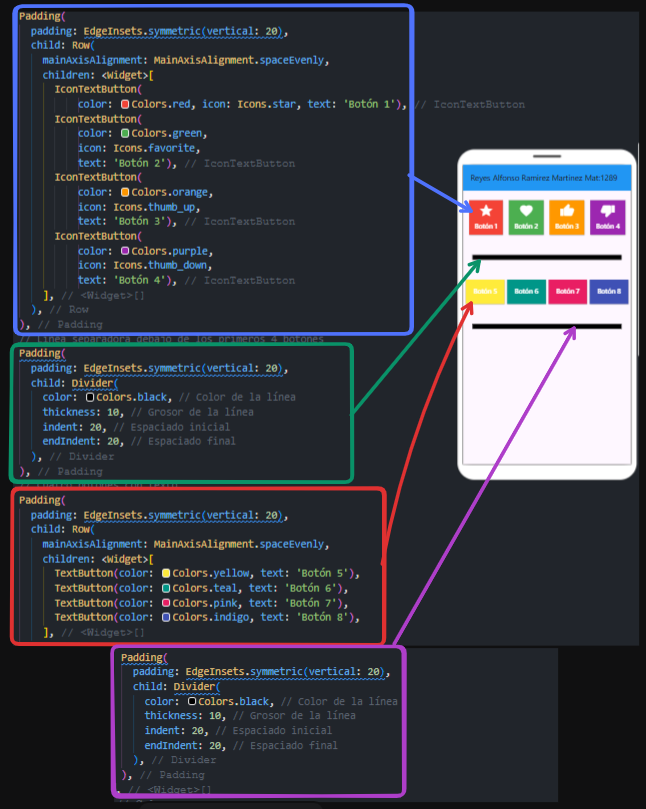 Padding(
padding: EdgeInsets.symmetric(vertical: 20),
child: Row(
mainAxisAlignment: MainAxisAlignment.spaceEvenly,
children: <Widget>[
IconTextButton(
color: Colors.red, icon: Icons.star, text: 'Botón 1'), // IconTextButton
IconTextButton(
color: Colors.green,
icon: Icons.favorite,
text: 'Botón 2'), // IconTextButton
IconTextButton(
color: Colors.orange,
icon: Icons.thumb_up,
text: 'Botón 3'), // IconTextButton
IconTextButton(
color: Colors.purple,
icon: Icons.thumb_down,
text: 'Botón 4'), // IconTextButton
], // <Widget>[]
), // Row
), // Padding
// Línea separadora debajo de los primeros 4 botones
Padding(
padding: EdgeInsets.symmetric(vertical: 20),
child: Divider(
color: Colors.black, // Color de la línea
thickness: 10, // Grosor de la línea
indent: 20, // Espaciado inicial
endIndent: 20, // Espaciado final
), // Divider
), // Padding
Padding(
padding: EdgeInsets.symmetric(vertical: 20),
child: Row(
mainAxisAlignment: MainAxisAlignment.spaceEvenly,
children: <Widget>[
TextButton(color: Colors.yellow, text: 'Botón 5'),
TextButton(color: Colors.teal, text: 'Botón 6'),
TextButton(color: Colors.pink, text: 'Botón 7'),
TextButton(color: Colors.indigo, text: 'Botón 8'),
], // <Widget>[]
Padding(
padding: EdgeInsets.symmetric(vertical: 20),
child: Divider(
color: Colors.black, // Color de la línea
thickness: 10, // Grosor de la línea
indent: 20, // Espaciado inicial
endIndent: 20, // Espaciado final
), // Divider
), // Padding
, // <Widget>[]
Reyes Alfonso Ramirez Martinez Mat:1289
Botón 1 Botón 2 Botón 3 Botón 4
Botón 5 Botón 6 Botón 7 Botón 8